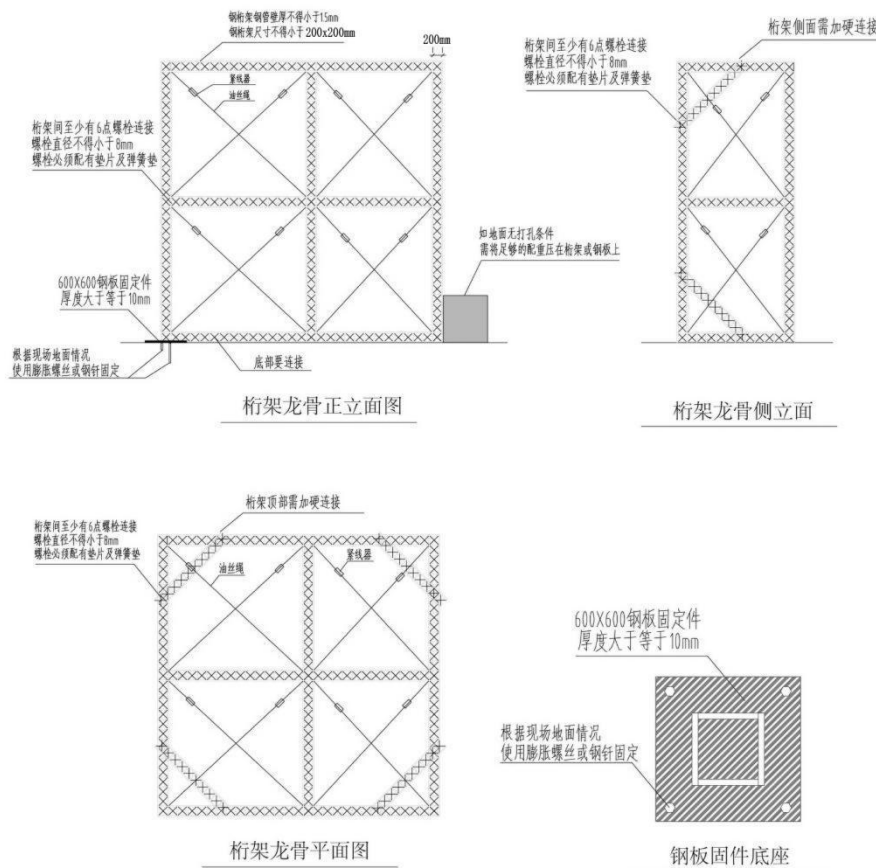 钢桁架钢管壁厚不得小于1.5mm
钢桁架尺寸不得小于200x200mm
200mm
紧线器
油丝绳
桁架间至少有6点螺栓连接
螺栓直径不得小于8mm
螺栓必须配有垫片及弹簧垫
如地面无打孔条件
需将足够的配重压在桁架或钢板上
600X600钢板固定件
厚度大于等于10mm
根据现场地面情况
使用膨胀螺丝或钢钎固定
底部要连接
桁架龙骨正立面图
桁架侧面需加硬连接
桁架间至少有6点螺栓连接
螺栓直径不得小于8mm
螺栓必须配有垫片及弹簧垫
桁架龙骨侧立面
桁架顶部需加硬连接
桁架间至少有6点螺栓连接
螺栓直径不得小于8mm
螺栓必须配有垫片及弹簧垫
油丝绳
紧线器
桁架龙骨平面图
600X600钢板固定件
厚度大于等于10mm
根据现场地面情况
使用膨胀螺丝或钢钎固定
钢板固件底座